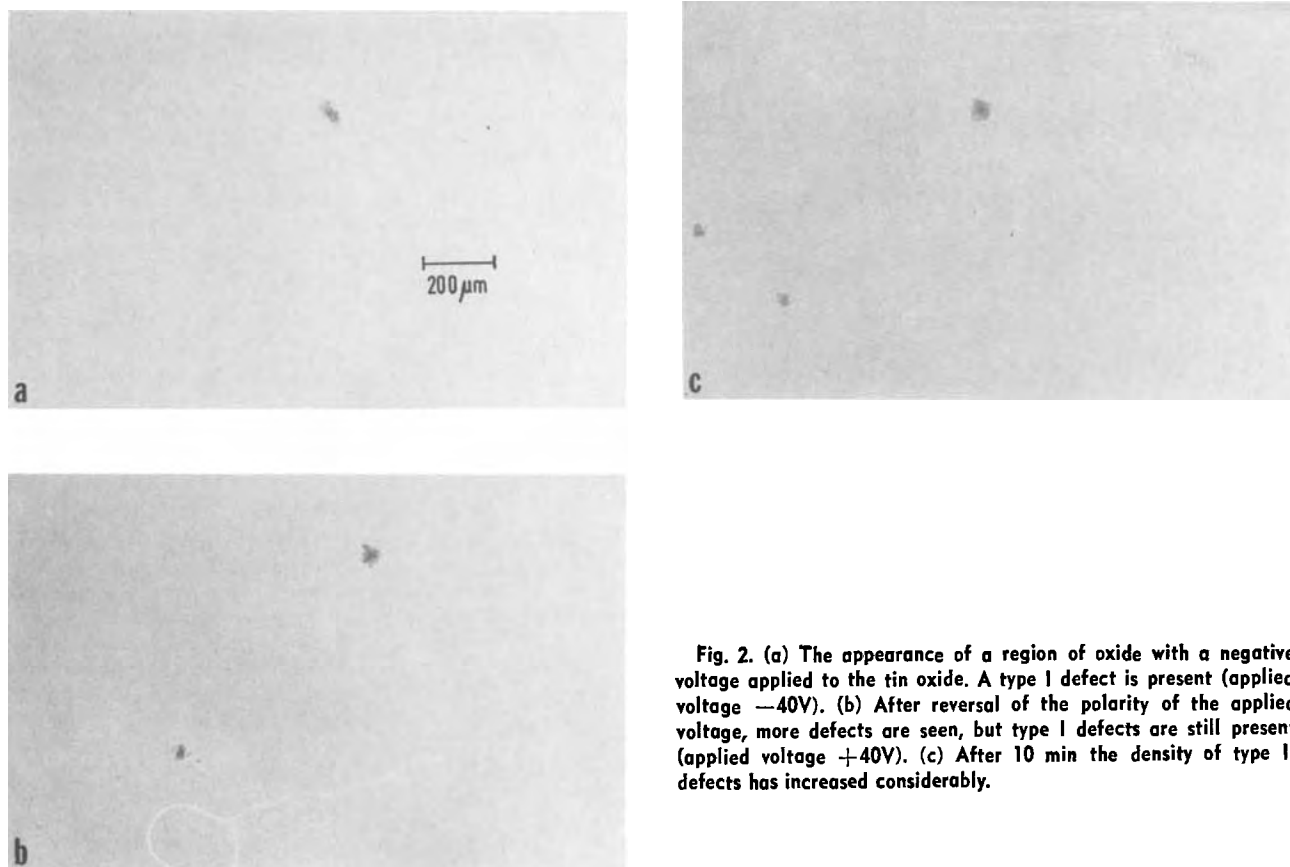 200 μm
a
c
b
Fig. 2. (a) The appearance of a region of oxide with a negative
voltage applied to the tin oxide. A type I defect is present (applied
voltage —40V). (b) After reversal of the polarity of the applied
voltage, more defects are seen, but type I defects are still present
(applied voltage +40V). (c) After 10 min the density of type I
defects has increased considerably.